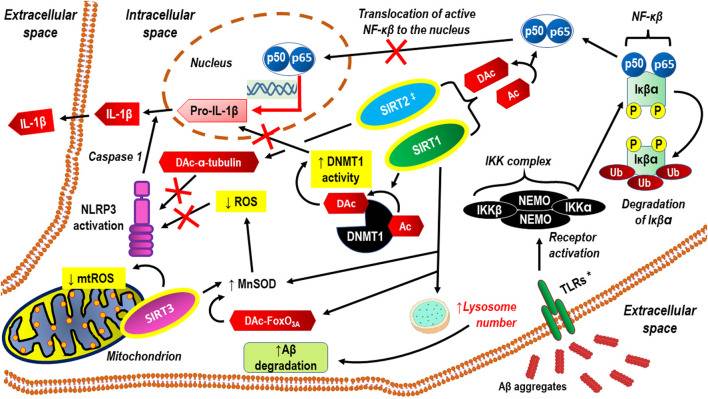 Extracellular
space
Intracellular
space
Translocation of active
NF-κβ to the nucleus
NF-κβ
Nucleus
p50
p65
p50
p65
p50
p65
DAc
Ac
SIRT2 ‡
SIRT1
Iκβα
P
P
IL-1β
IL-1β
Pro-IL-1β
Caspase 1
DAc-α-tubulin
↑ DNMT1
activity
DAc
Ac
DNMT1
IKK complex
IKKβ
NEMO
NEMO
IKKα
P
P
Iκβα
Ub
Ub
Ub
Degradation
of Iκβα
Receptor
activation
NLRP3
activation
↓ ROS
↓ mtROS
SIRT3
Mitochondrion
↑ MnSOD
DAc-FoxO3A
↑Aβ
degradation
↑Lysosome
number
TLRs *
Extracellular
space
Aβ aggregates